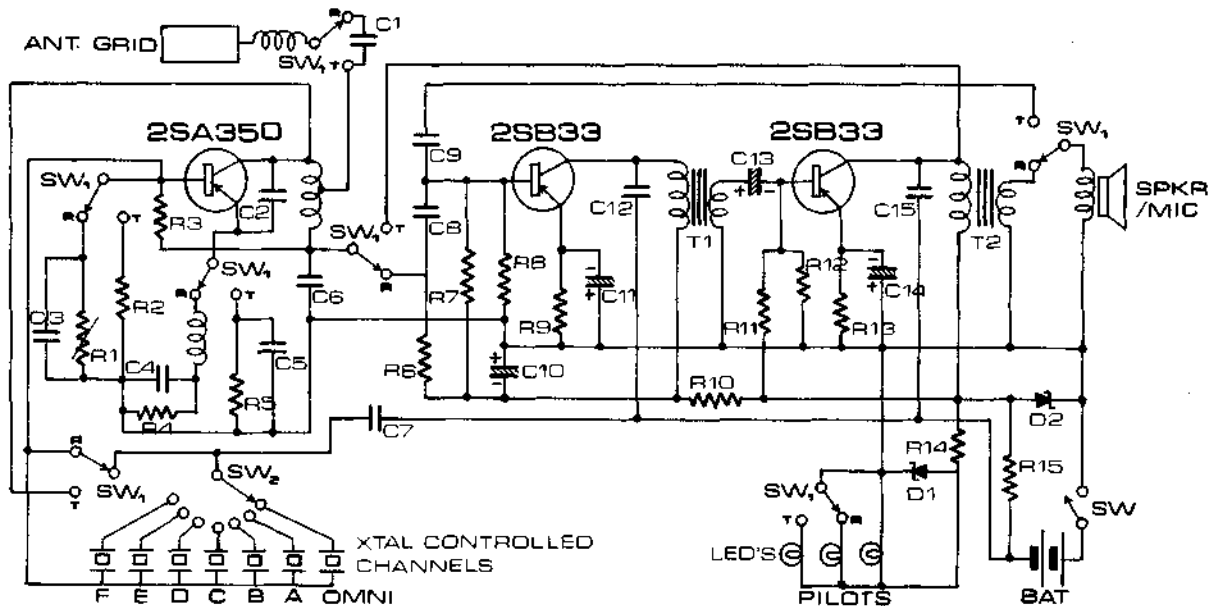 R
C1
ANT. GRID
SW1 T
2SA350
2SB33
2SB33
T
SW1
R
SW1
C9
C13
+ -
SPKR
/MIC
R
T
R3
C2
SW1
T
C8
C12
T1
C15
T2
SW1
R
R8
R12
-
C3
R2
R
T
C6
R7
-
+
C11
+
C14
R1
R9
R11
R13
C4
C5
R6
+
-
C10
R4
R5
R10
D2
C7
R14
R
SW1
SW2
R15
T
SW1
D1
SW
T
R
LED'S
XTAL CONTROLLED
CHANNELS
F E D C B A OMNI
PILOTS
BAT